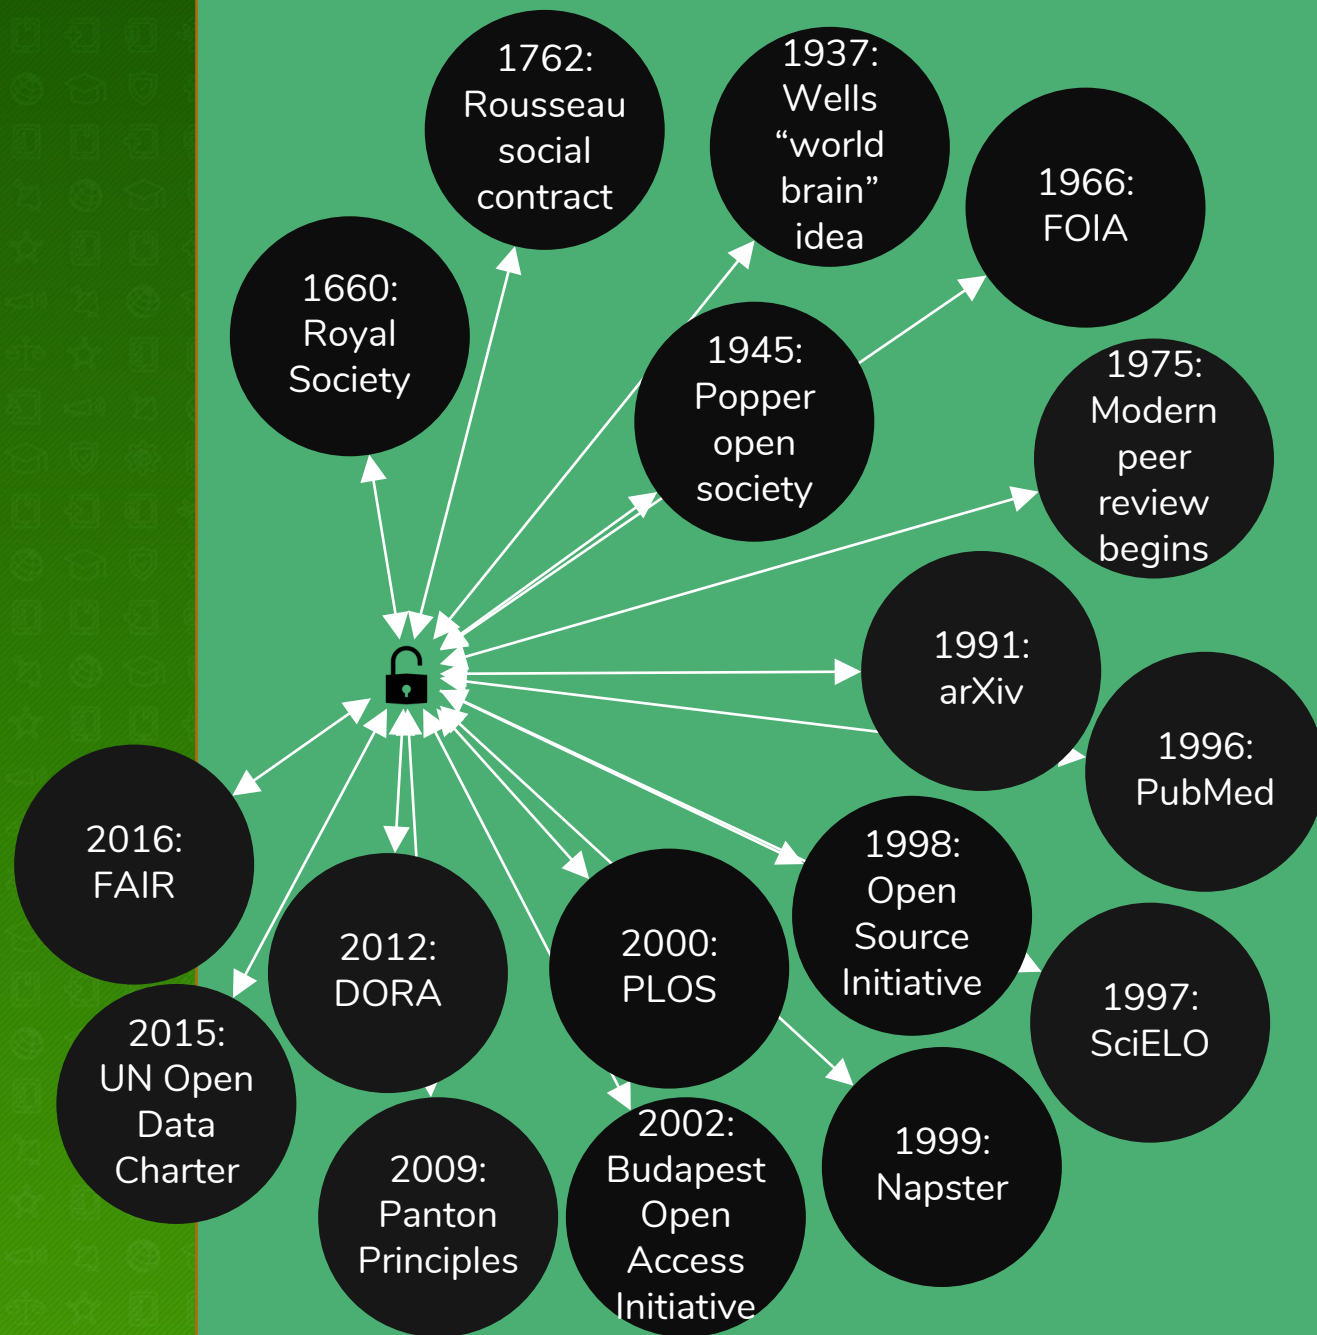 1660:
Royal
Society
1762:
Rousseau
social
contract
1937:
Wells
“world
brain”
idea
1945:
Popper
open
society
1966:
FOIA
1975:
Modern
peer
review
begins
1991:
arXiv
1996:
PubMed
1997:
SciELO
1998:
Open
Source
Initiative
1999:
Napster
2000:
PLOS
2002:
Budapest
Open
Access
Initiative
2009:
Panton
Principles
2012:
DORA
2015:
UN Open
Data
Charter
2016:
FAIR